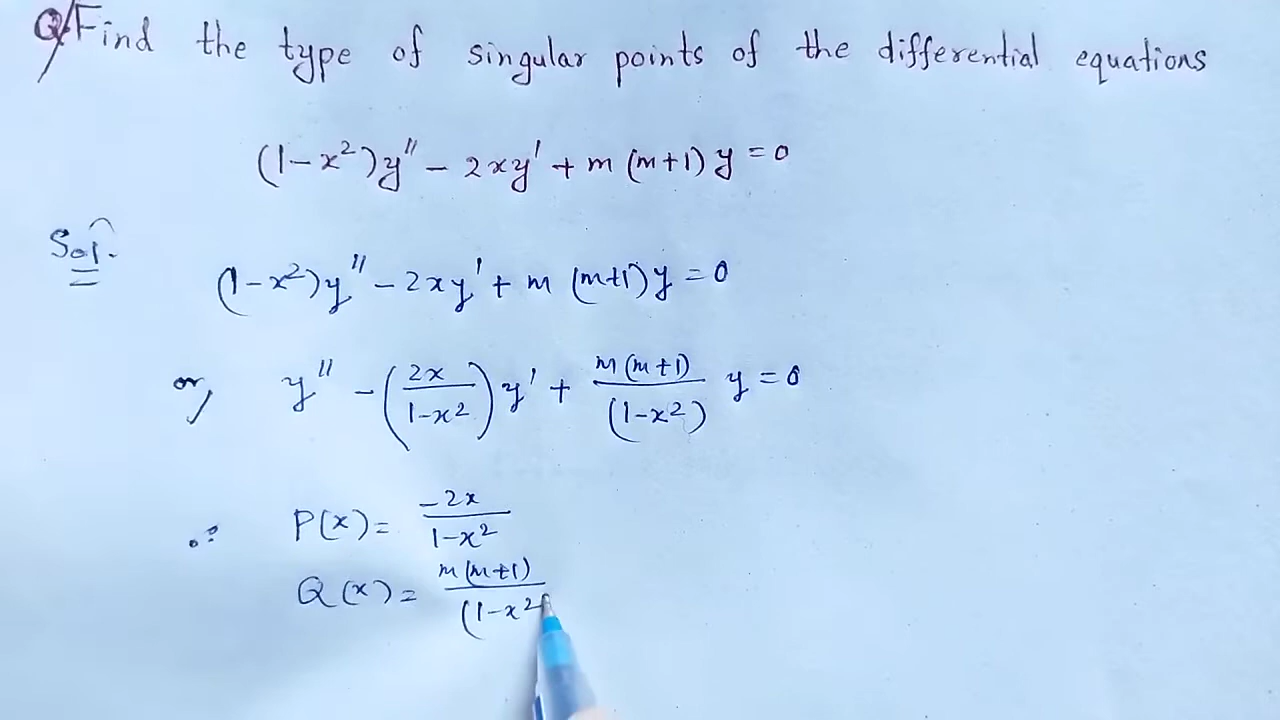 Q/ Find the type of singular points of the differential equations
(1-x²)y'' - 2xy' + m(m+1)y = 0
Sol.
(1-x²)y'' - 2xy' + m(m+1)y = 0
or, y'' - (2x/(1-x²))y' + m(m+1)/(1-x²) y = 0
∴ P(x) = -2x/(1-x²)
Q(x) = m(m+1)/(1-x²